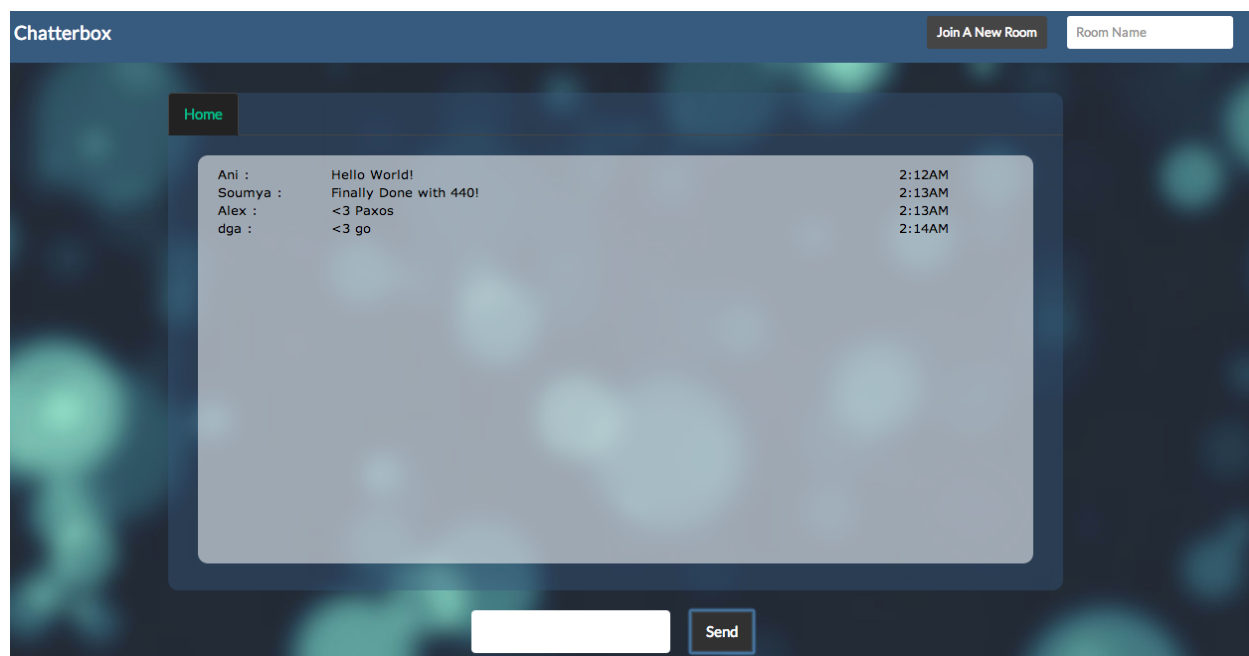 Chatterbox Join A New Room Room Name
Home
Ani : Hello World! 2:12AM
Soumya : Finally Done with 440! 2:13AM
Alex : <3 Paxos 2:13AM
dga : <3 go 2:14AM
Send